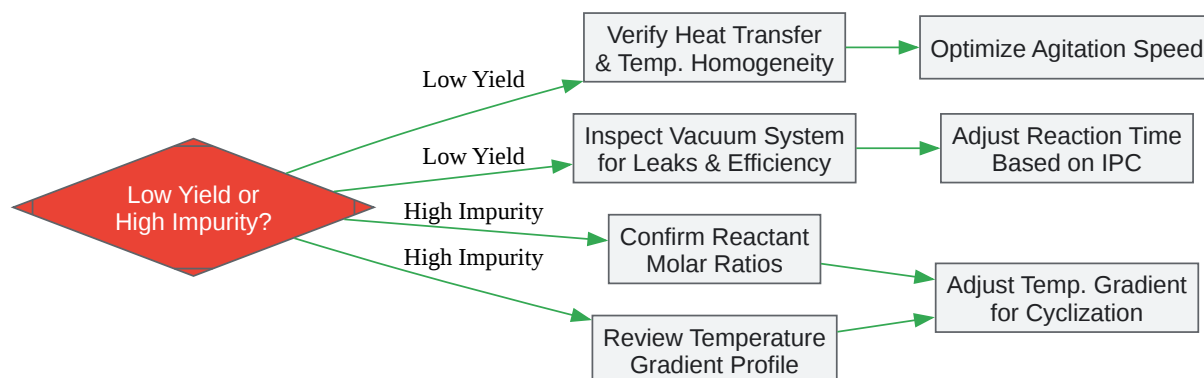 Low Yield or
High Impurity?
Low Yield
Verify Heat Transfer
& Temp. Homogeneity
Optimize Agitation Speed
Low Yield
Inspect Vacuum System
for Leaks & Efficiency
Adjust Reaction Time
Based on IPC
High Impurity
Confirm Reactant
Molar Ratios
High Impurity
Review Temperature
Gradient Profile
Adjust Temp. Gradient
for Cyclization